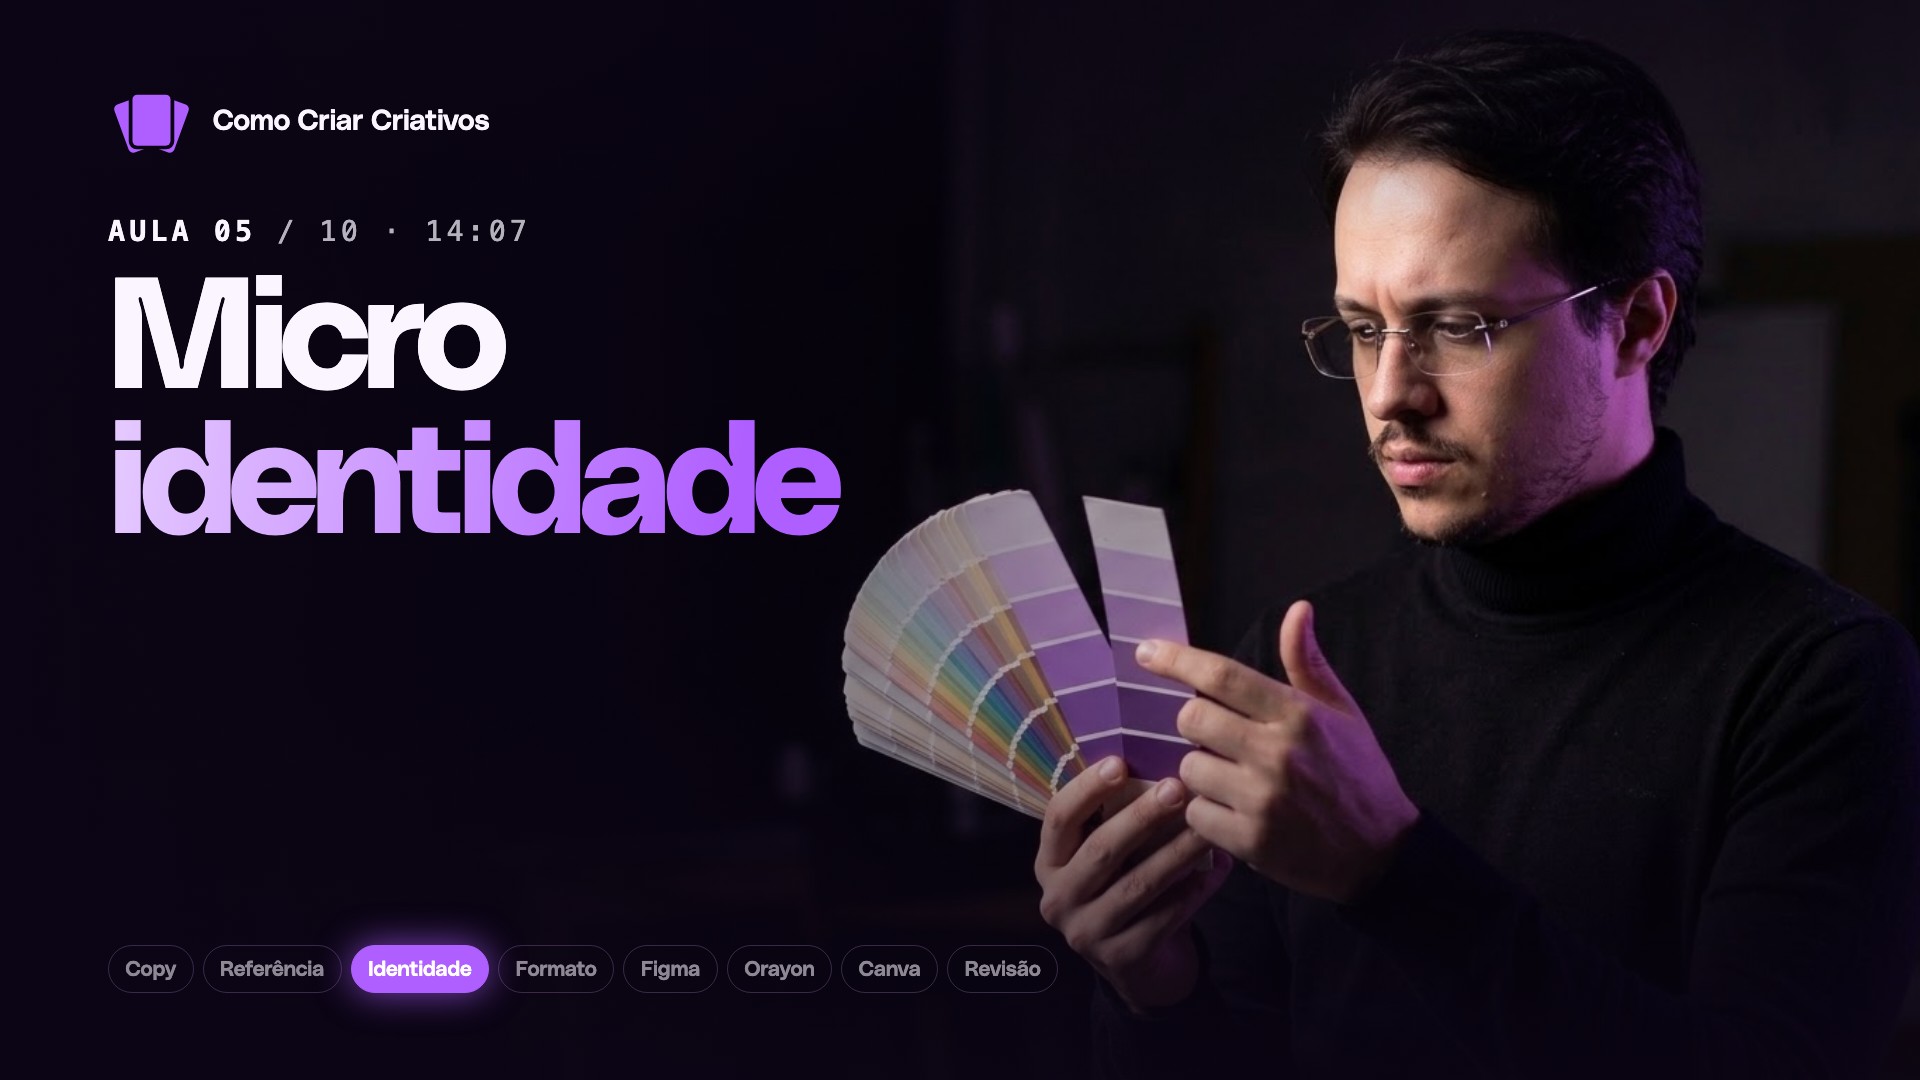 Como Criar Criativos
AULA 05 / 10 · 14:07
Micro
identidade
Copy Referência Identidade Formato Figma Orayon Canva Revisão